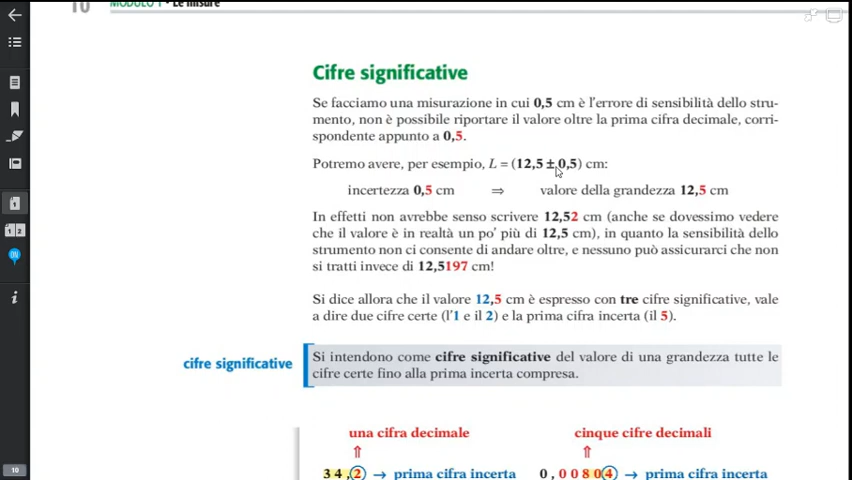 10 MODULO 1 • Le misure
Cifre significative
Se facciamo una misurazione in cui 0,5 cm è l'errore di sensibilità dello stru-
mento, non è possibile riportare il valore oltre la prima cifra decimale, corri-
spondente appunto a 0,5.
Potremo avere, per esempio, L = (12,5 ± 0,5) cm:
incertezza 0,5 cm ⇒ valore della grandezza 12,5 cm
In effetti non avrebbe senso scrivere 12,52 cm (anche se dovessimo vedere
che il valore è in realtà un po' più di 12,5 cm), in quanto la sensibilità dello
strumento non ci consente di andare oltre, e nessuno può assicurarci che non
si tratti invece di 12,5197 cm!
Si dice allora che il valore 12,5 cm è espresso con tre cifre significative, vale
a dire due cifre certe (l'1 e il 2) e la prima cifra incerta (il 5).
cifre significative
Si intendono come cifre significative del valore di una grandezza tutte le
cifre certe fino alla prima incerta compresa.
una cifra decimale cinque cifre decimali
⇑ ⇑
34,2 → prima cifra incerta 0,00804 → prima cifra incerta
10